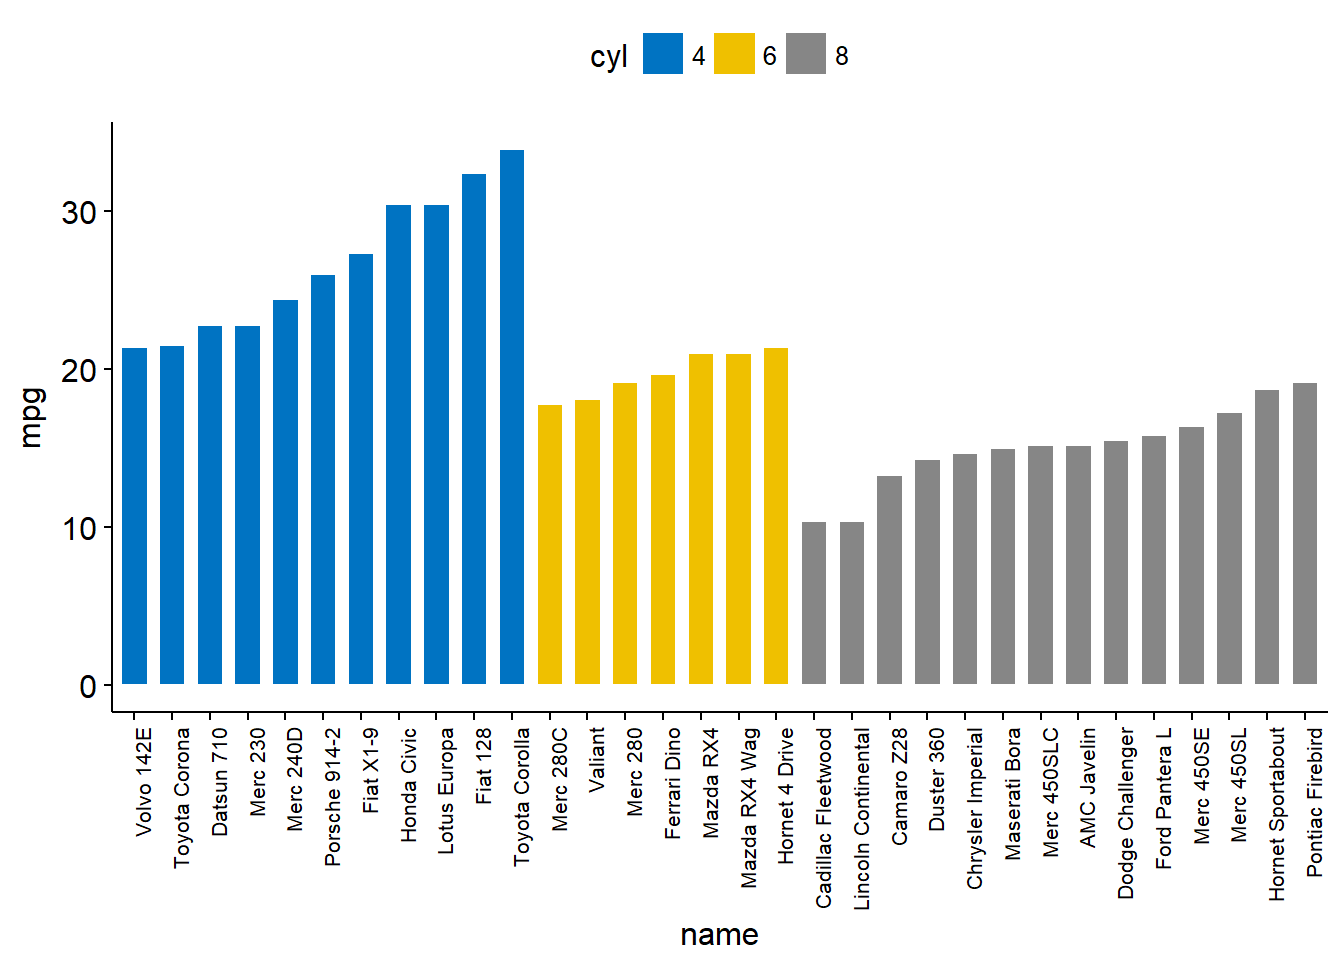 cyl 4 6 8
mpg
30
20
10
0
Volvo 142E
Toyota Corona
Datsun 710
Merc 230
Merc 240D
Porsche 914-2
Fiat X1-9
Honda Civic
Lotus Europa
Fiat 128
Toyota Corolla
Merc 280C
Valiant
Merc 280
Ferrari Dino
Mazda RX4
Mazda RX4 Wag
Hornet 4 Drive
Cadillac Fleetwood
Lincoln Continental
Camaro Z28
Duster 360
Chrysler Imperial
Maserati Bora
Merc 450SLC
AMC Javelin
Dodge Challenger
Ford Pantera L
Merc 450SE
Merc 450SL
Hornet Sportabout
Pontiac Firebird
name